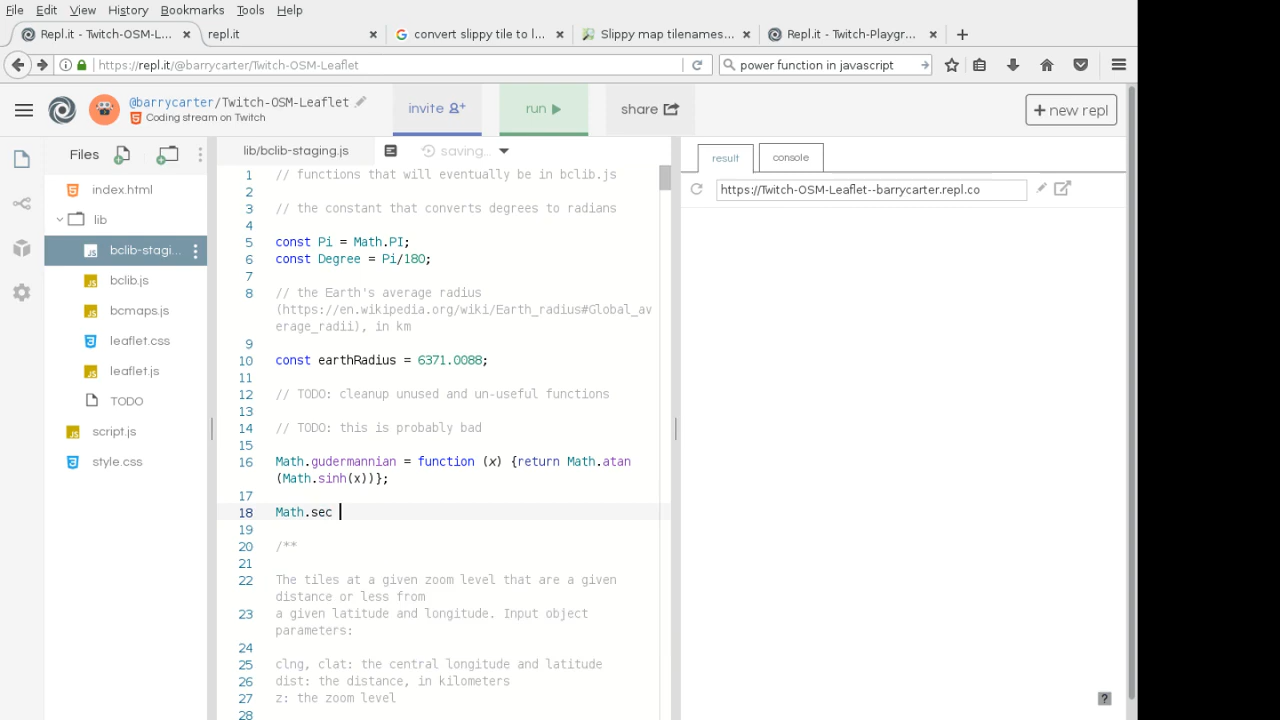 File Edit View History Bookmarks Tools Help
Repl.it - Twitch-OSM-L... × repl.it × convert slippy tile to l... × Slippy map tilenames... × Repl.it - Twitch-Playgr... × +
https://repl.it/@barrycarter/Twitch-OSM-Leaflet power function in javascript
@barrycarter/Twitch-OSM-Leaflet
Coding stream on Twitch
invite
run
share
+ new repl
Files
index.html
lib
bclib-stagi...
bclib.js
bcmaps.js
leaflet.css
leaflet.js
TODO
script.js
style.css
lib/bclib-staging.js saving...
1 // functions that will eventually be in bclib.js
2
3 // the constant that converts degrees to radians
4
5 const Pi = Math.PI;
6 const Degree = Pi/180;
7
8 // the Earth's average radius
(https://en.wikipedia.org/wiki/Earth_radius#Global_av
erage_radii), in km
9
10 const earthRadius = 6371.0088;
11
12 // TODO: cleanup unused and un-useful functions
13
14 // TODO: this is probably bad
15
16 Math.gudermannian = function (x) {return Math.atan
(Math.sinh(x))};
17
18 Math.sec
19
20 /**
21
22 The tiles at a given zoom level that are a given
distance or less from
23 a given latitude and longitude. Input object
parameters:
24
25 clng, clat: the central longitude and latitude
26 dist: the distance, in kilometers
27 z: the zoom level
28
result console
https://Twitch-OSM-Leaflet--barrycarter.repl.co
?